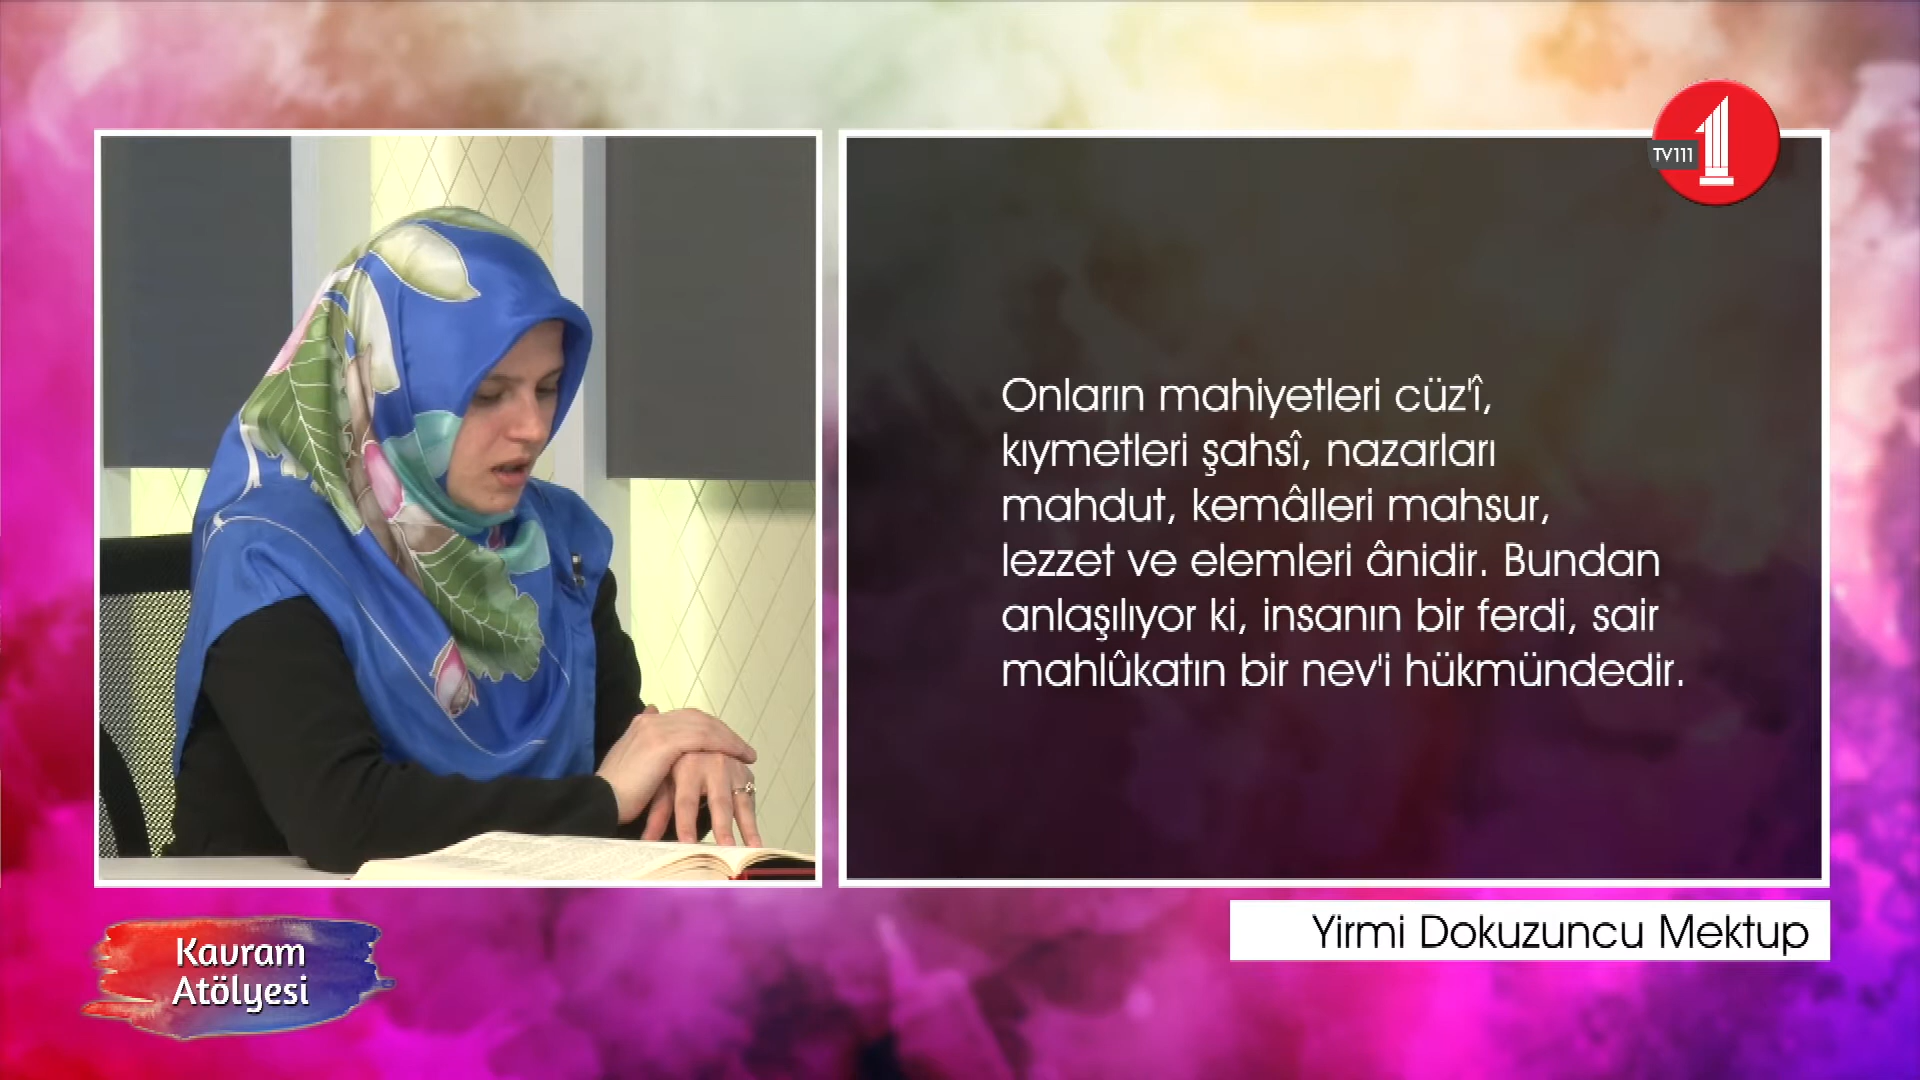 TV111
Onların mahiyetleri cüz'î,
kıymetleri şahsî, nazarları
mahdut, kemâlleri mahsur,
lezzet ve elemleri ânidir. Bundan
anlaşılıyor ki, insanın bir ferdi, sair
mahlûkatın bir nev'i hükmündedir.
Yirmi Dokuzuncu Mektup
Kavram
Atölyesi